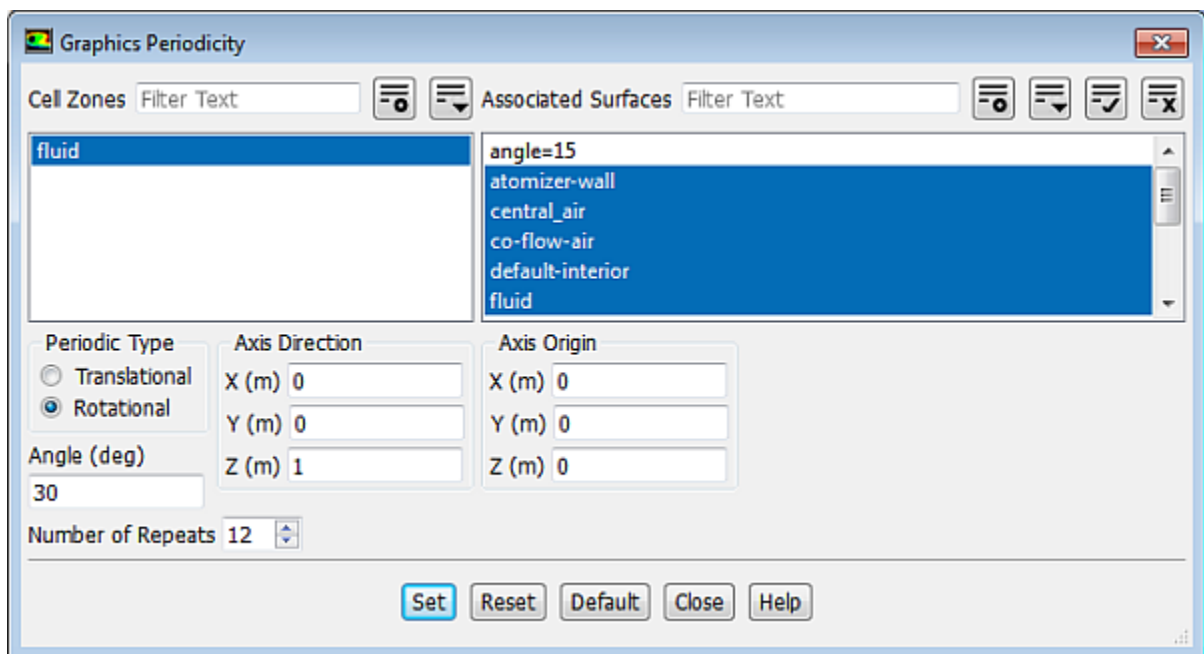 Graphics Periodicity
Cell Zones Filter Text Associated Surfaces Filter Text
fluid
angle=15
atomizer-wall
central_air
co-flow-air
default-interior
fluid
Periodic Type
Translational
Rotational
Axis Direction
X (m) 0
Y (m) 0
Z (m) 1
Axis Origin
X (m) 0
Y (m) 0
Z (m) 0
Angle (deg)
30
Number of Repeats 12
Set Reset Default Close Help